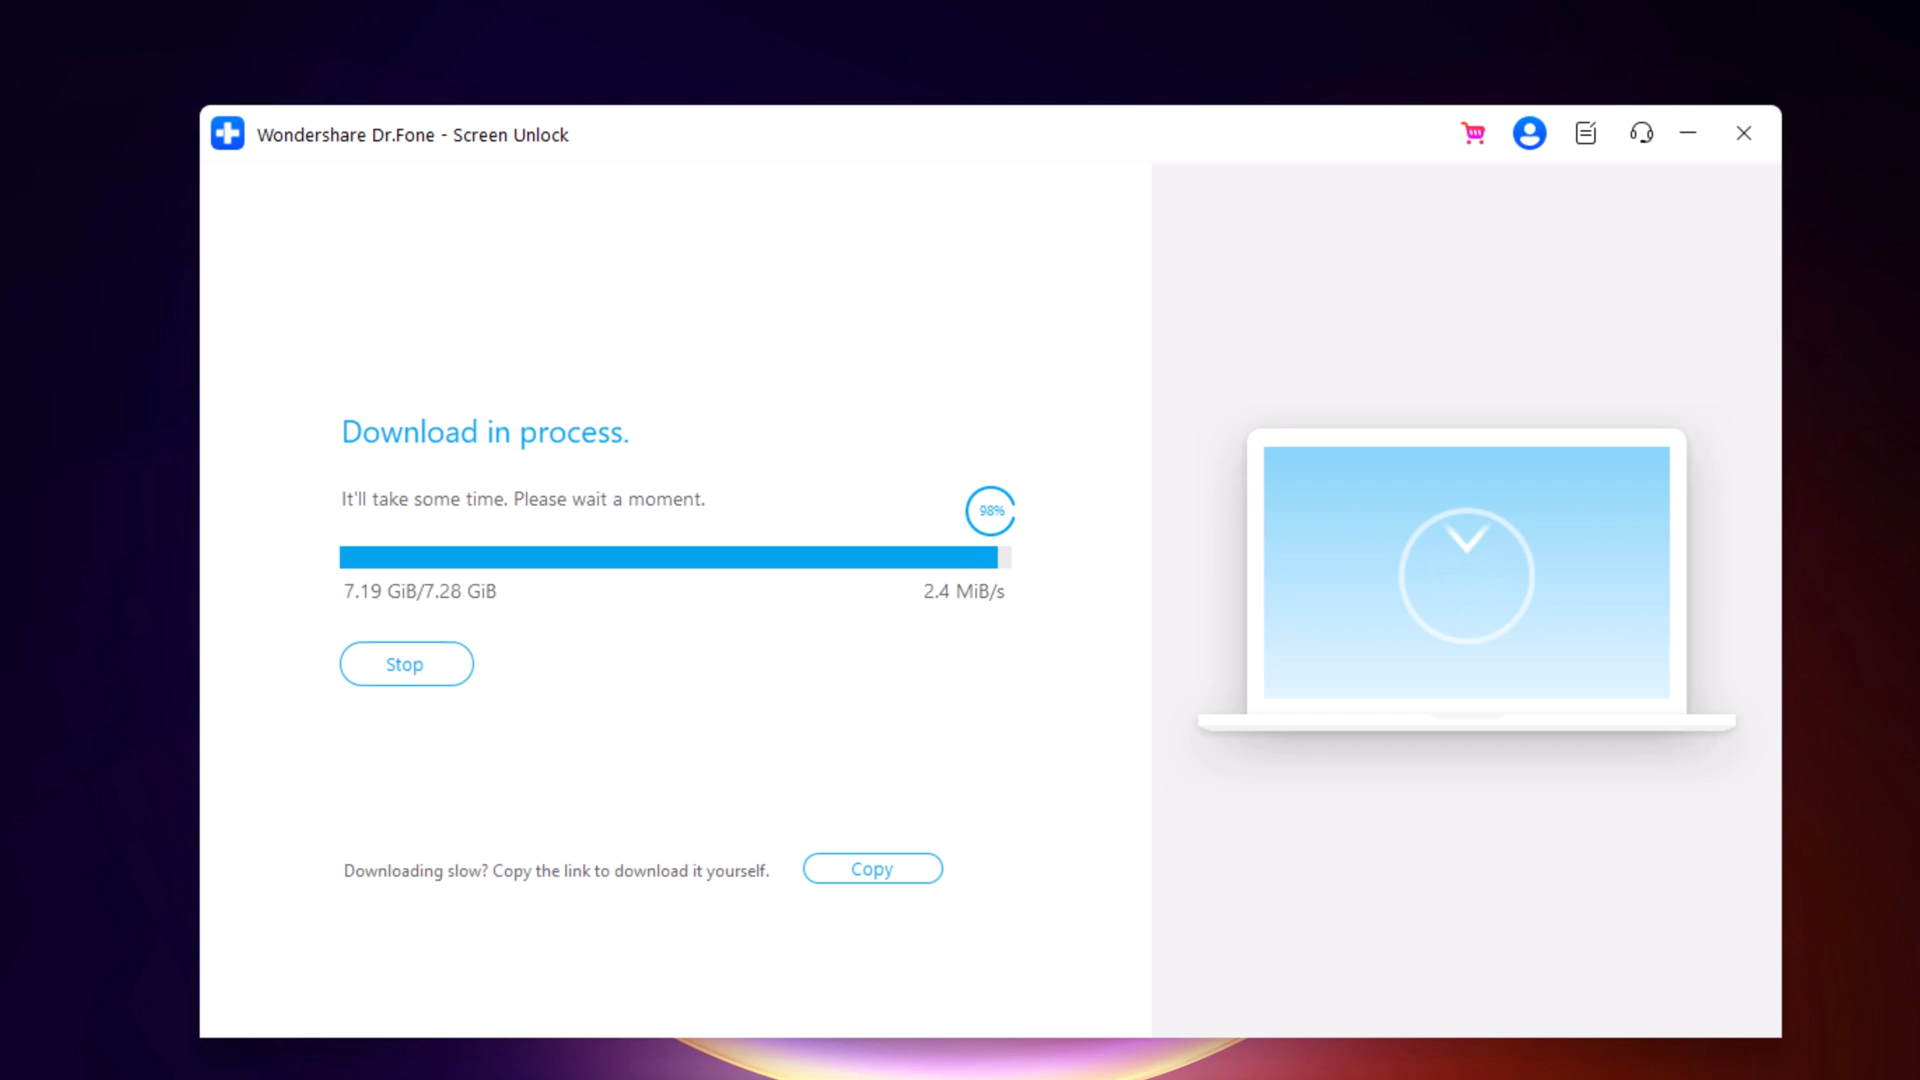 Wondershare Dr.Fone - Screen Unlock
Download in process.
It'll take some time. Please wait a moment.
98%
7.19 GiB/7.28 GiB
2.4 MiB/s
Stop
Downloading slow? Copy the link to download it yourself.
Copy